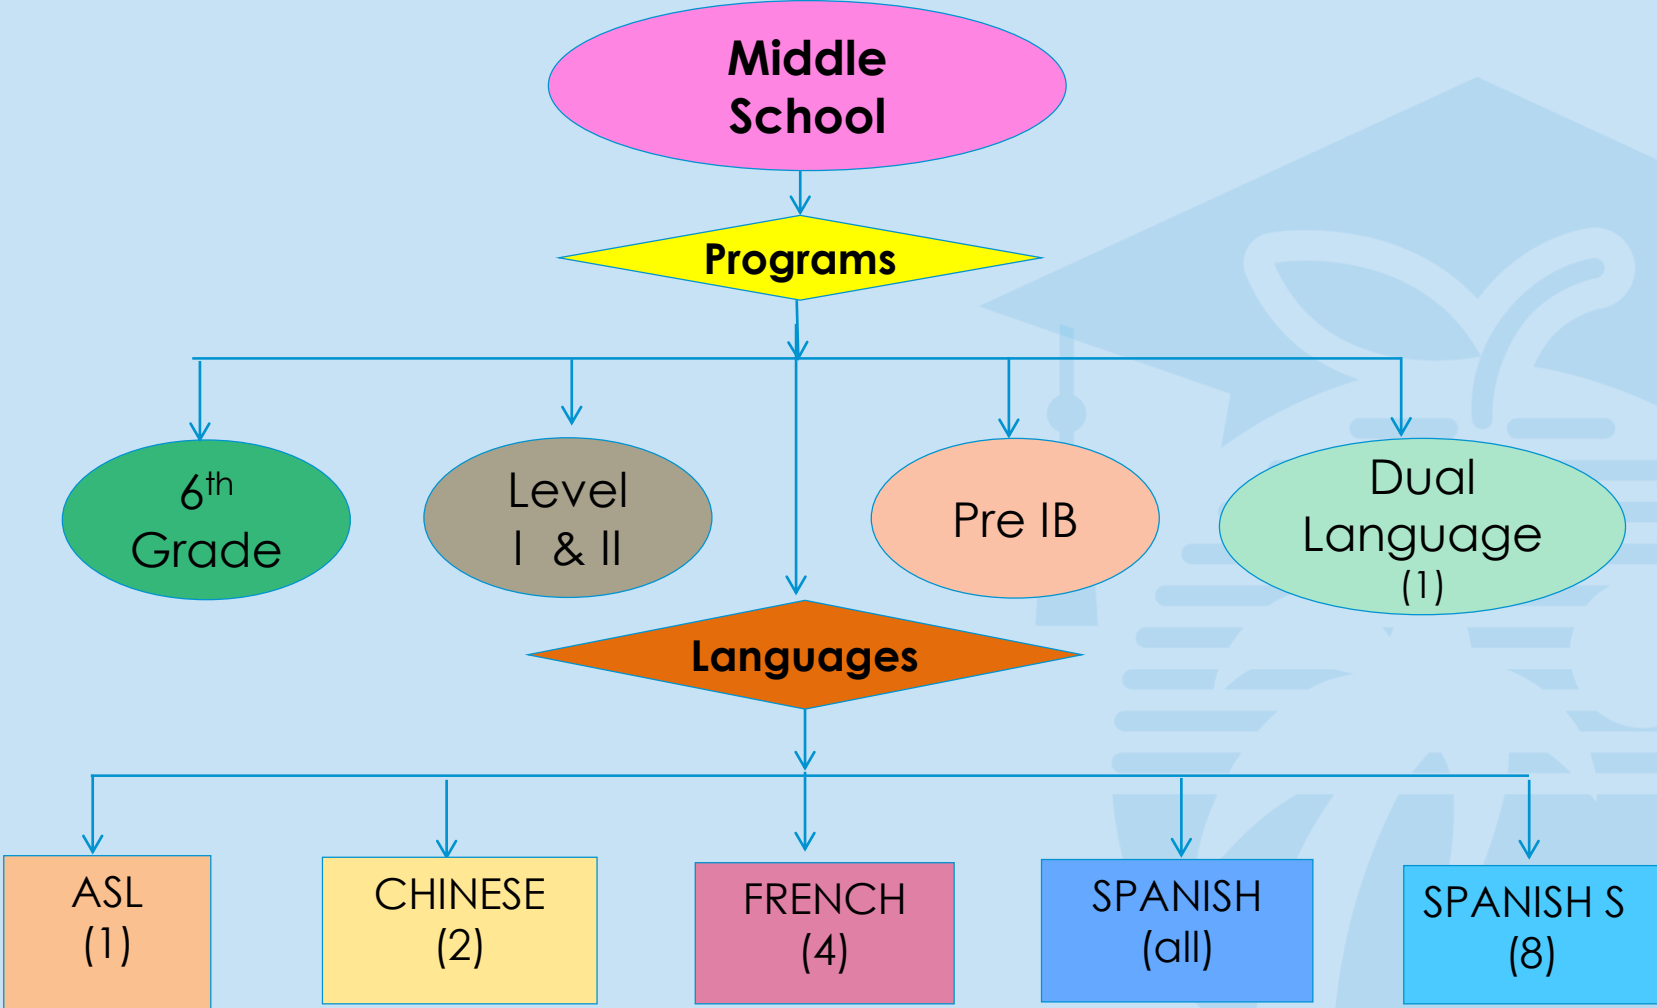 Middle
School
Programs
6th
Grade
Level
I & II
Pre IB
Dual
Language
(1)
Languages
ASL
(1)
CHINESE
(2)
FRENCH
(4)
SPANISH
(all)
SPANISH S
(8)